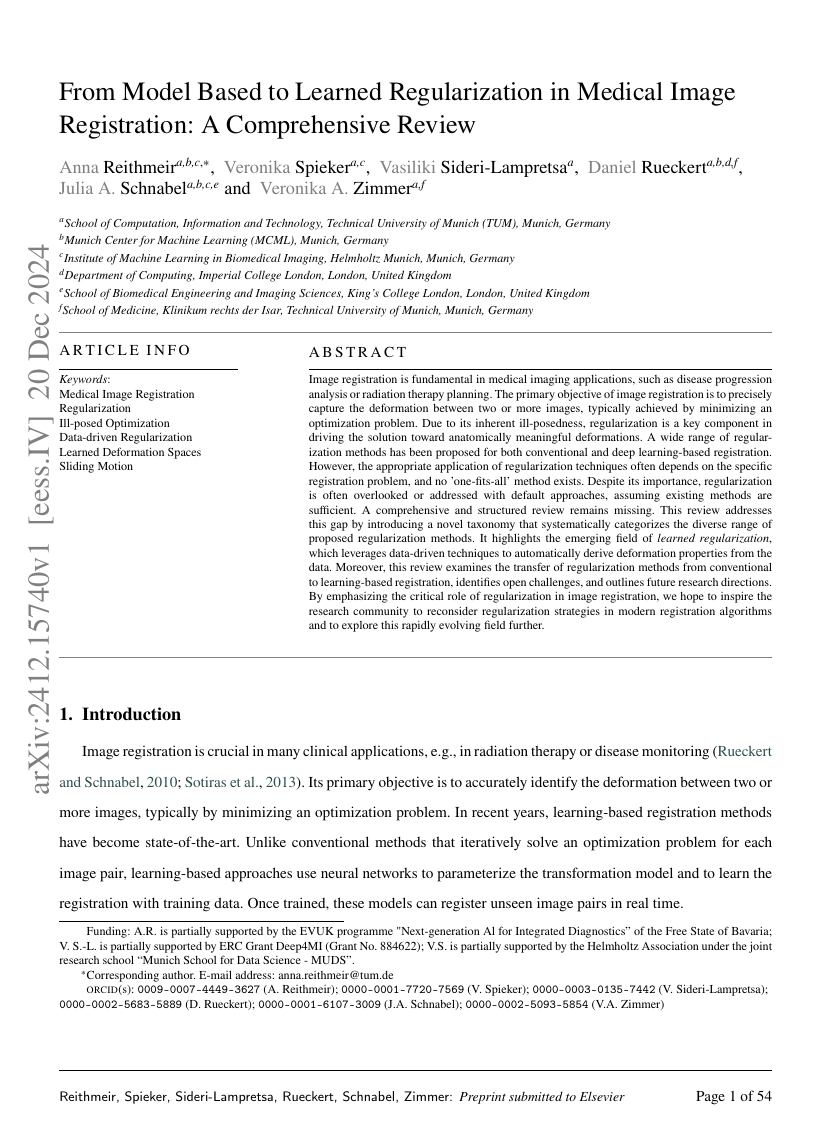 From Model Based to Learned Regularization in Medical Image
Registration: A Comprehensive Review
Anna Reithmeir^a,b,c,∗, Veronika Spieker^a,c, Vasiliki Sideri-Lampretsa^a, Daniel Rueckert^a,b,d,f,
Julia A. Schnabel^a,b,c,e and Veronika A. Zimmer^a,f
^a School of Computation, Information and Technology, Technical University of Munich (TUM), Munich, Germany
^b Munich Center for Machine Learning (MCML), Munich, Germany
^c Institute of Machine Learning in Biomedical Imaging, Helmholtz Munich, Munich, Germany
^d Department of Computing, Imperial College London, London, United Kingdom
^e School of Biomedical Engineering and Imaging Sciences, King's College London, London, United Kingdom
^f School of Medicine, Klinikum rechts der Isar, Technical University of Munich, Munich, Germany
arXiv:2412.15740v1 [eess.IV] 20 Dec 2024
ARTICLE INFO
Keywords:
Medical Image Registration
Regularization
Ill-posed Optimization
Data-driven Regularization
Learned Deformation Spaces
Sliding Motion
ABSTRACT
Image registration is fundamental in medical imaging applications, such as disease progression
analysis or radiation therapy planning. The primary objective of image registration is to precisely
capture the deformation between two or more images, typically achieved by minimizing an
optimization problem. Due to its inherent ill-posedness, regularization is a key component in
driving the solution toward anatomically meaningful deformations. A wide range of regular-
ization methods has been proposed for both conventional and deep learning-based registration.
However, the appropriate application of regularization techniques often depends on the specific
registration problem, and no 'one-fits-all' method exists. Despite its importance, regularization
is often overlooked or addressed with default approaches, assuming existing methods are
sufficient. A comprehensive and structured review remains missing. This review addresses
this gap by introducing a novel taxonomy that systematically categorizes the diverse range of
proposed regularization methods. It highlights the emerging field of learned regularization,
which leverages data-driven techniques to automatically derive deformation properties from the
data. Moreover, this review examines the transfer of regularization methods from conventional
to learning-based registration, identifies open challenges, and outlines future research directions.
By emphasizing the critical role of regularization in image registration, we hope to inspire the
research community to reconsider regularization strategies in modern registration algorithms
and to explore this rapidly evolving field further.
1. Introduction
Image registration is crucial in many clinical applications, e.g., in radiation therapy or disease monitoring (Rueckert
and Schnabel, 2010; Sotiras et al., 2013). Its primary objective is to accurately identify the deformation between two or
more images, typically by minimizing an optimization problem. In recent years, learning-based registration methods
have become state-of-the-art. Unlike conventional methods that iteratively solve an optimization problem for each
image pair, learning-based approaches use neural networks to parameterize the transformation model and to learn the
registration with training data. Once trained, these models can register unseen image pairs in real time.
Funding: A.R. is partially supported by the EVUK programme "Next-generation Al for Integrated Diagnostics” of the Free State of Bavaria;
V. S.-L. is partially supported by ERC Grant Deep4MI (Grant No. 884622); V.S. is partially supported by the Helmholtz Association under the joint
research school “Munich School for Data Science - MUDS”.
∗Corresponding author. E-mail address: anna.reithmeir@tum.de
ORCID(s): 0009-0007-4449-3627 (A. Reithmeir); 0000-0001-7720-7569 (V. Spieker); 0000-0003-0135-7442 (V. Sideri-Lampretsa);
0000-0002-5683-5889 (D. Rueckert); 0000-0001-6107-3009 (J.A. Schnabel); 0000-0002-5093-5854 (V.A. Zimmer)
Reithmeir, Spieker, Sideri-Lampretsa, Rueckert, Schnabel, Zimmer: Preprint submitted to Elsevier Page 1 of 54